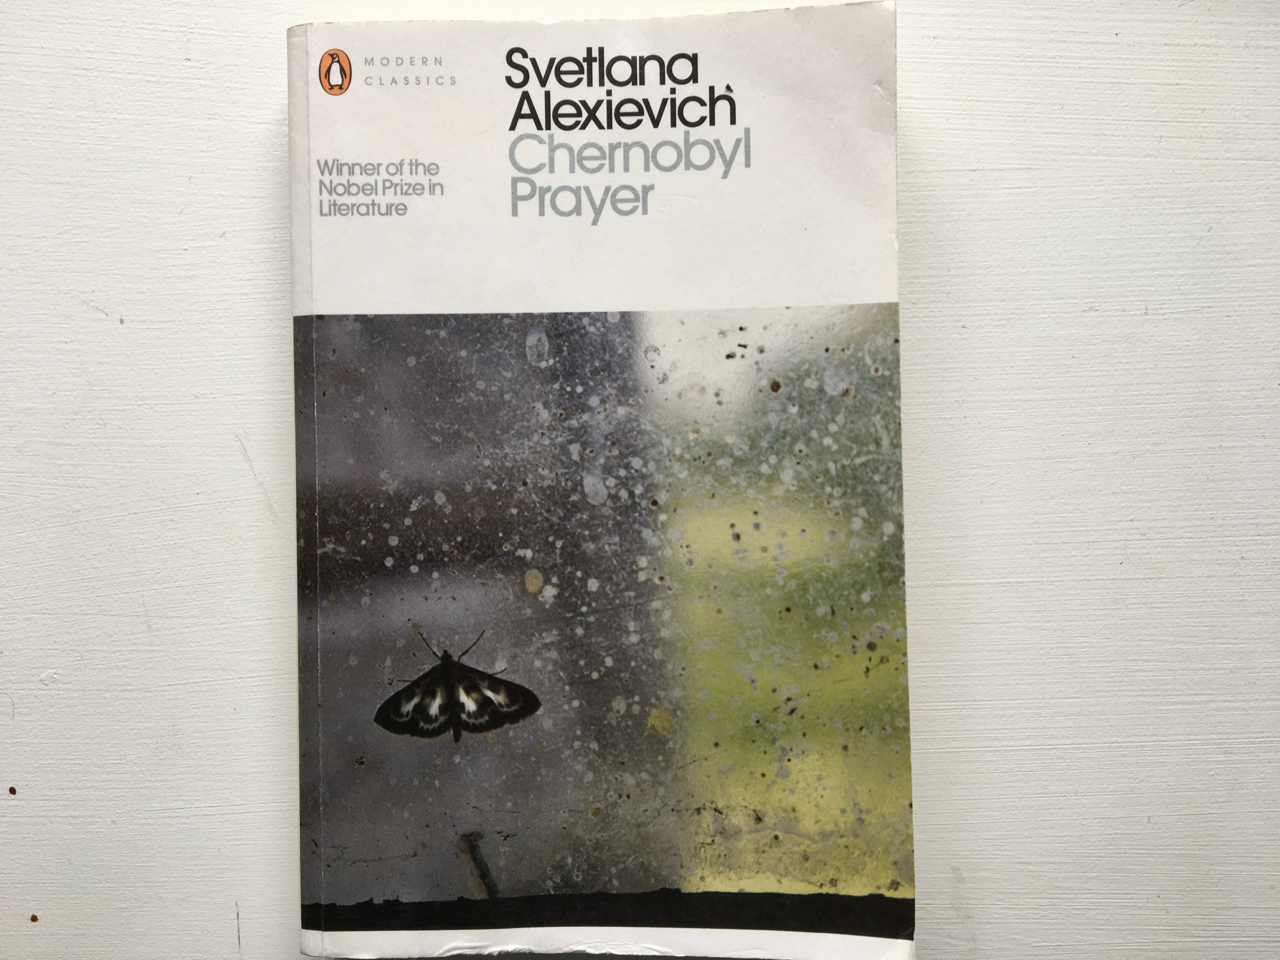 MODERN
CLASSICS
Svetlana
Alexievich
Chernobyl
Prayer
Winner of the
Nobel Prize in
Literature